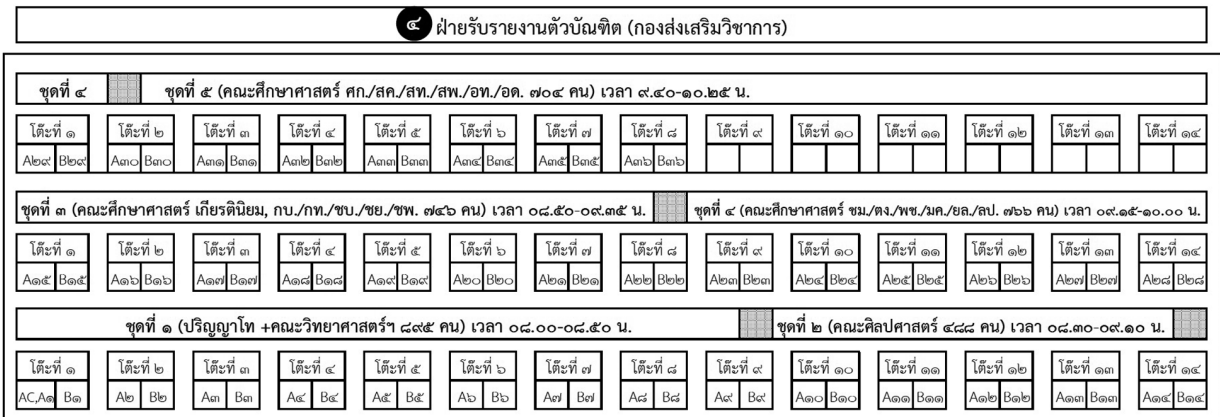 ๔ ฝ่ายรับรายงานตัวบัณฑิต (กองส่งเสริมวิชาการ)
ชุดที่ ๔ ชุดที่ ๕ (คณะศึกษาศาสตร์ ศก./สค./สท./สพ./อท./อด. ๗๐๔ คน) เวลา ๙.๔๐-๑๐.๒๕ น.
โต๊ะที่ ๑ โต๊ะที่ ๒ โต๊ะที่ ๓ โต๊ะที่ ๔ โต๊ะที่ ๕ โต๊ะที่ ๖ โต๊ะที่ ๗ โต๊ะที่ ๘ โต๊ะที่ ๙ โต๊ะที่ ๑๐ โต๊ะที่ ๑๑ โต๊ะที่ ๑๒ โต๊ะที่ ๑๓ โต๊ะที่ ๑๔
A๒๙ B๒๙ A๓๐ B๓๐ A๓๑ B๓๑ A๓๒ B๓๒ A๓๓ B๓๓ A๓๔ B๓๔ A๓๕ B๓๕ A๓๖ B๓๖
ชุดที่ ๓ (คณะศึกษาศาสตร์ เกียรตินิยม, กบ./กท./ชบ./ชย./ชพ. ๗๔๖ คน) เวลา ๐๘.๕๐-๐๙.๓๕ น. ชุดที่ ๔ (คณะศึกษาศาสตร์ ชม./ตง./พช./มค./ยล./ลป. ๗๖๖ คน) เวลา ๐๙.๑๕-๑๐.๐๐ น.
โต๊ะที่ ๑ โต๊ะที่ ๒ โต๊ะที่ ๓ โต๊ะที่ ๔ โต๊ะที่ ๕ โต๊ะที่ ๖ โต๊ะที่ ๗ โต๊ะที่ ๘ โต๊ะที่ ๙ โต๊ะที่ ๑๐ โต๊ะที่ ๑๑ โต๊ะที่ ๑๒ โต๊ะที่ ๑๓ โต๊ะที่ ๑๔
A๑๕ B๑๕ A๑๖ B๑๖ A๑๗ B๑๗ A๑๘ B๑๘ A๑๙ B๑๙ A๒๐ B๒๐ A๒๑ B๒๑ A๒๒ B๒๒ A๒๓ B๒๓ A๒๔ B๒๔ A๒๕ B๒๕ A๒๖ B๒๖ A๒๗ B๒๗ A๒๘ B๒๘
ชุดที่ ๑ (ปริญญาโท +คณะวิทยาศาสตร์ฯ ๘๙๕ คน) เวลา ๐๘.๐๐-๐๘.๕๐ น. ชุดที่ ๒ (คณะศิลปศาสตร์ ๔๘๘ คน) เวลา ๐๘.๓๐-๐๙.๑๐ น.
โต๊ะที่ ๑ โต๊ะที่ ๒ โต๊ะที่ ๓ โต๊ะที่ ๔ โต๊ะที่ ๕ โต๊ะที่ ๖ โต๊ะที่ ๗ โต๊ะที่ ๘ โต๊ะที่ ๙ โต๊ะที่ ๑๐ โต๊ะที่ ๑๑ โต๊ะที่ ๑๒ โต๊ะที่ ๑๓ โต๊ะที่ ๑๔
AC,A๑ B๑ A๒ B๒ A๓ B๓ A๔ B๔ A๕ B๕ A๖ B๖ A๗ B๗ A๘ B๘ A๙ B๙ A๑๐ B๑๐ A๑๑ B๑๑ A๑๒ B๑๒ A๑๓ B๑๓ A๑๔ B๑๔